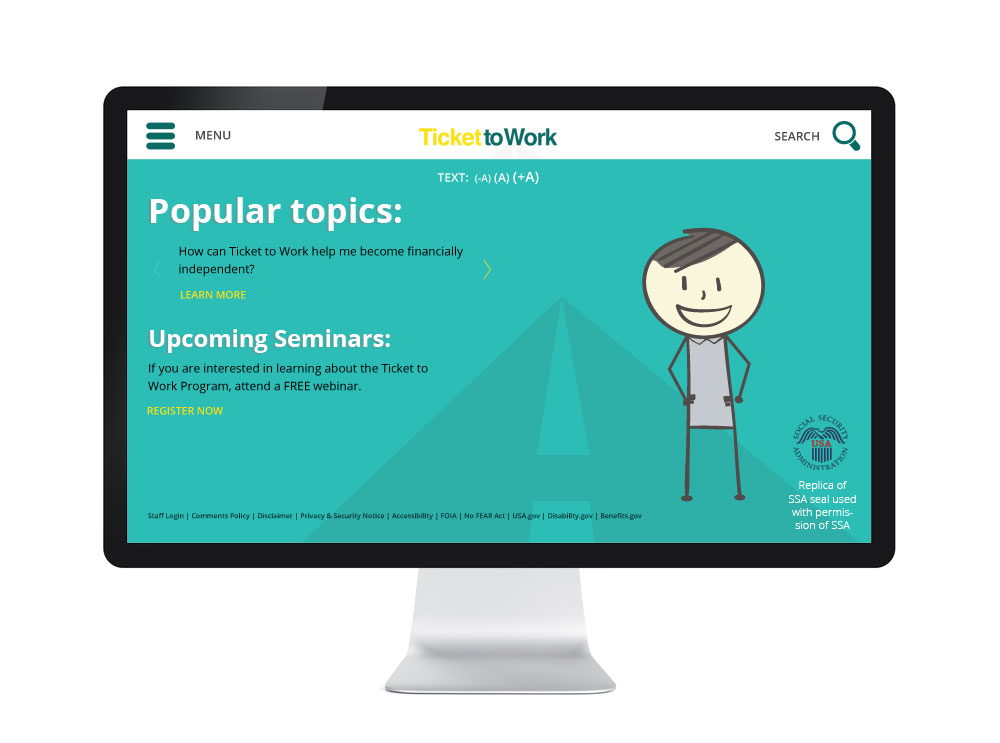 MENU
TickettoWork
SEARCH
TEXT: (-A) (A) (+A)
Popular topics:
How can Ticket to Work help me become financially
independent?
LEARN MORE
Upcoming Seminars:
If you are interested in learning about the Ticket to
Work Program, attend a FREE webinar.
REGISTER NOW
SOCIAL SECURITY
USA
ADMINISTRATION
Replica of
SSA seal used
with permis-
sion of SSA
Staff Login | Comments Policy | Disclaimer | Privacy & Security Notice | Accessibility | FOIA | No FEAR Act | USA.gov | Disability.gov | Benefits.gov